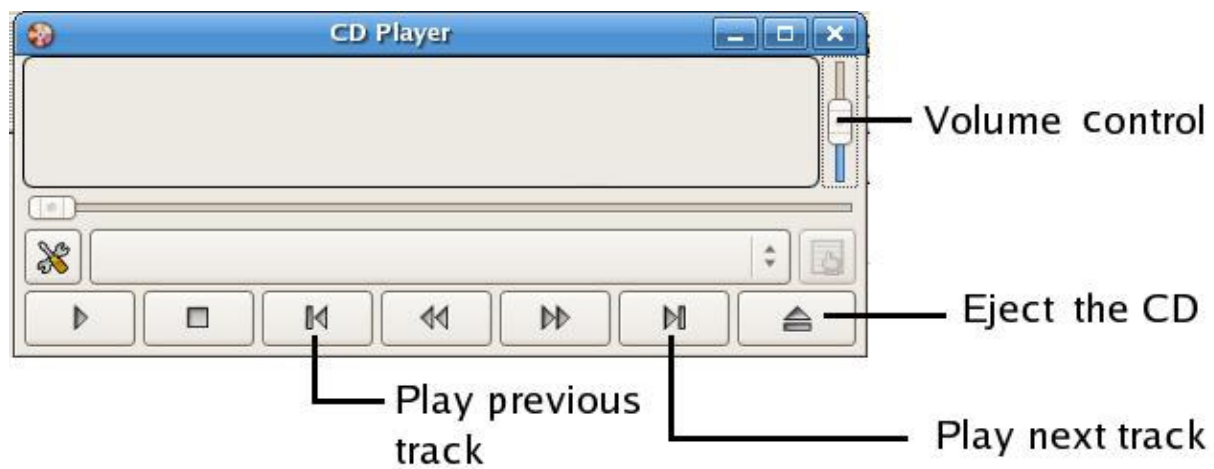 CD Player
Volume control
Eject the CD
Play previous
track
Play next track